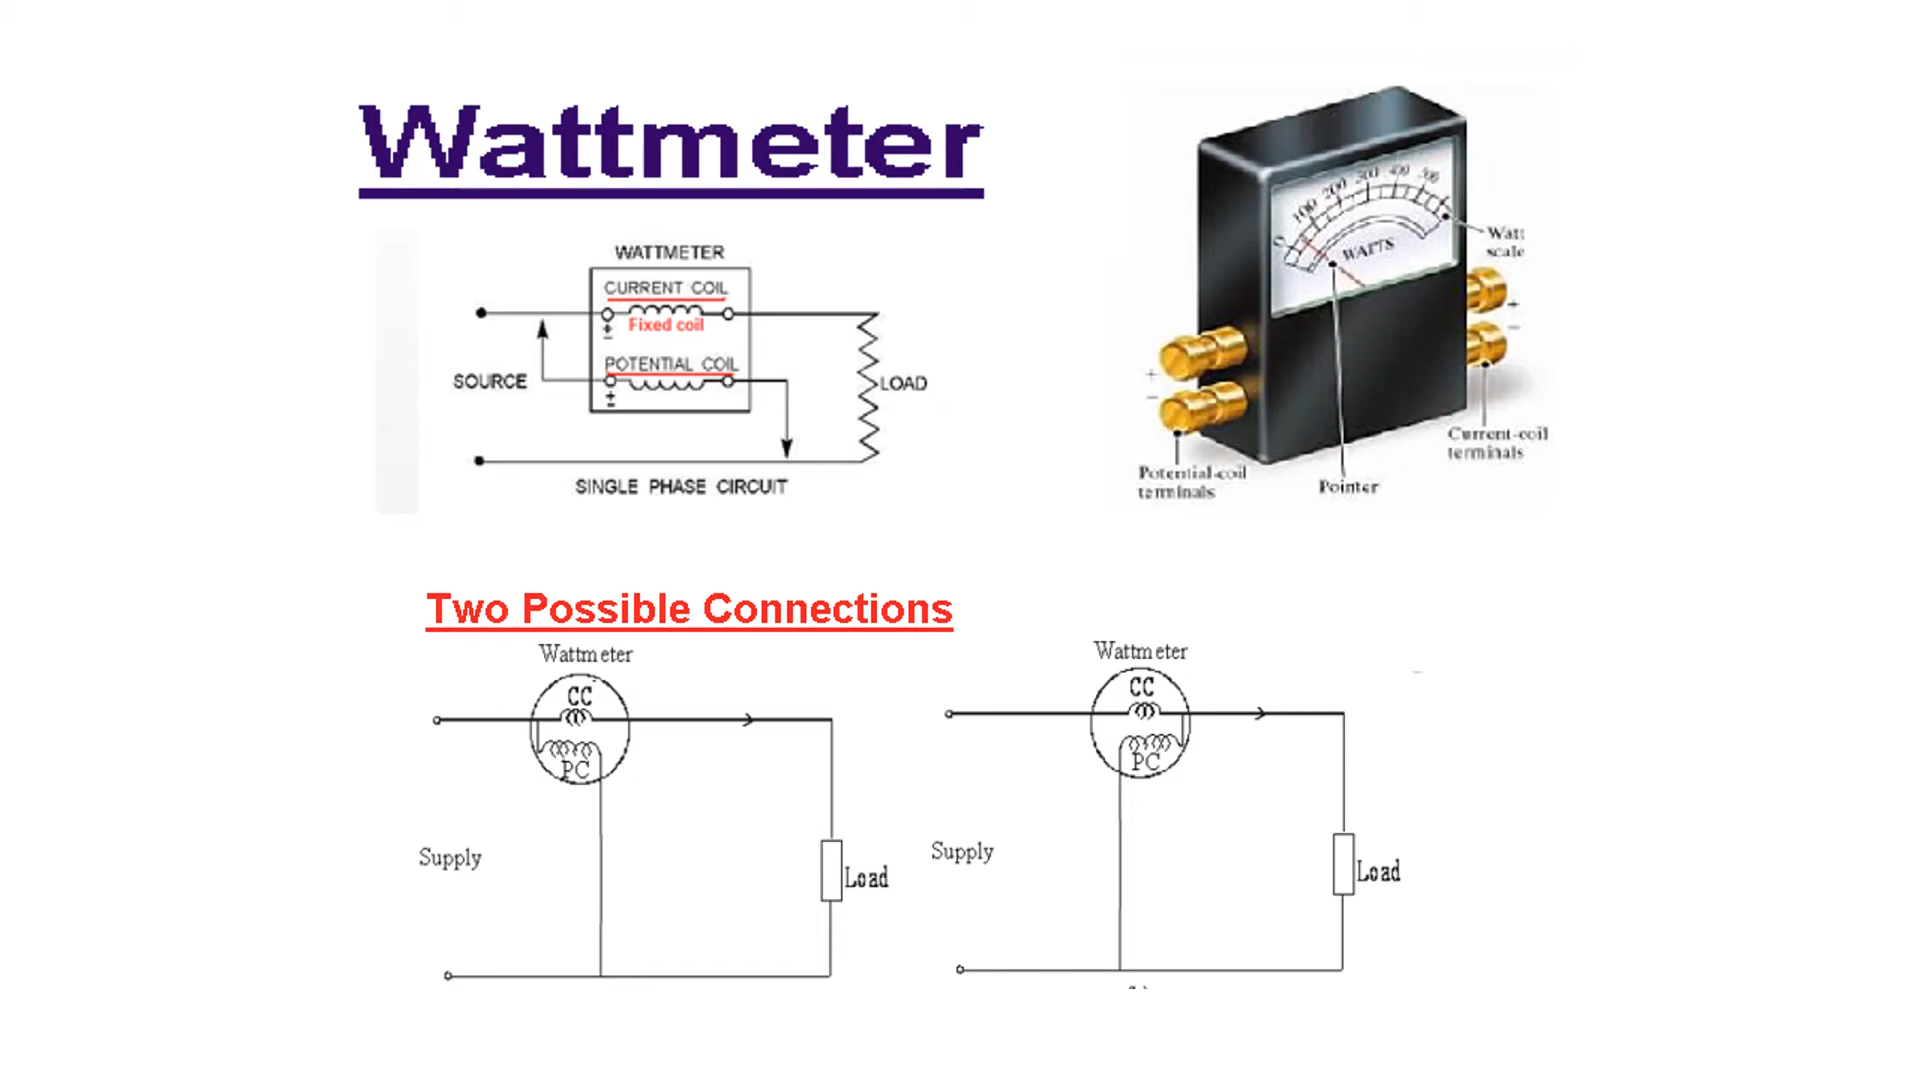 Wattmeter
WATTMETER
CURRENT COIL
Fixed coil
±
POTENTIAL COIL
±
SOURCE
LOAD
SINGLE PHASE CIRCUIT
0 100 200 300 400 500
WATTS
Watt
scale
+
−
+
−
Current-coil
terminals
Potential-coil
terminals
Pointer
Two Possible Connections
Wattmeter
CC
PC
Supply
Load
Wattmeter
CC
PC
Supply
Load